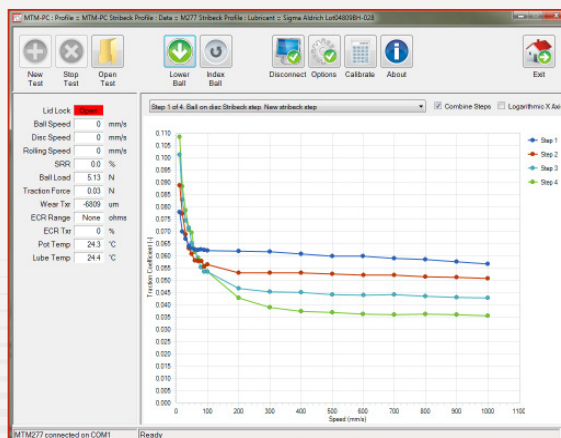 MTM-PC : Profile = MTM-PC Stribeck Profile : Data = M277 Stribeck Profile : Lubricant = Sigma Aldrich Lot04809BH-028
New Test
Stop Test
Open Test
Lower Ball
Index Ball
Disconnect
Options
Calibrate
About
Exit
Lid Lock Open
Ball Speed 0 mm/s
Disc Speed 0 mm/s
Rolling Speed 0 mm/s
SRR 0.0 %
Ball Load 5.13 N
Traction Force 0.03 N
Wear Txr -6809 um
ECR Range None ohms
ECR Txr 0 %
Pot Temp 24.3 °C
Lube Temp 24.4 °C
Step 1 of 4. Ball on disc Stribeck step. New stribeck step
Combine Steps
Logarithmic X Axi
Traction Coefficient [-]
0.110
0.105
0.100
0.095
0.090
0.085
0.080
0.075
0.070
0.065
0.060
0.055
0.050
0.045
0.040
0.035
0.030
0.025
0.020
0.015
0.010
0.005
0.000
0 100 200 300 400 500 600 700 800 900 1000 1100
Speed (mm/s)
Step 1
Step 2
Step 3
Step 4
MTM277 connected on COM1
Ready